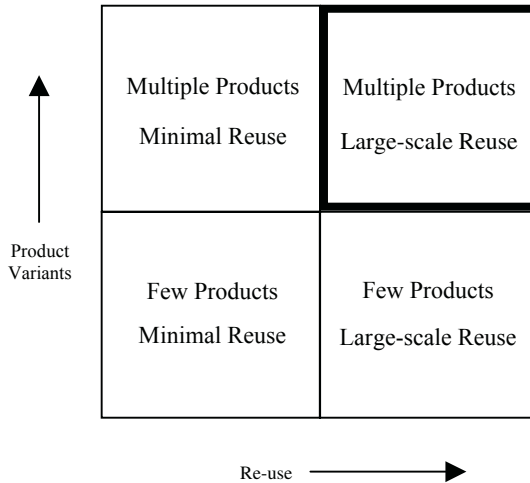 Multiple Products
Minimal Reuse
Multiple Products
Large-scale Reuse
Product
Variants
Few Products
Minimal Reuse
Few Products
Large-scale Reuse
Re-use